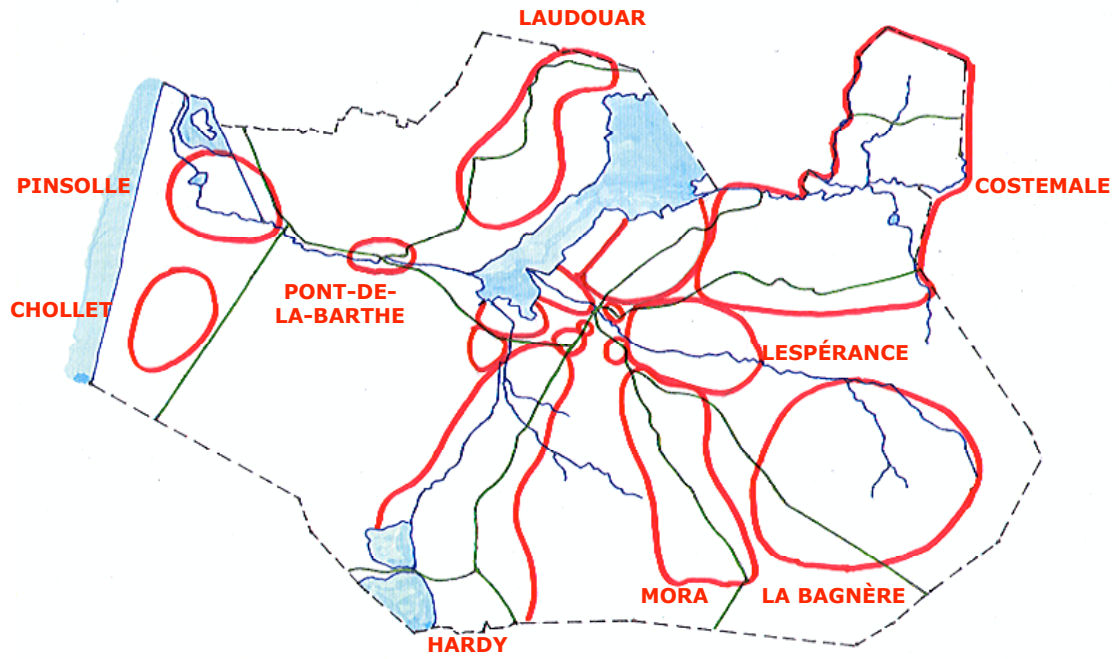 LAUDOUAR
PINSOLLE
COSTEMALE
CHOLLET
PONT-DE-
LA-BARTHE
LESPÉRANCE
MORA
LA BAGNÈRE
HARDY